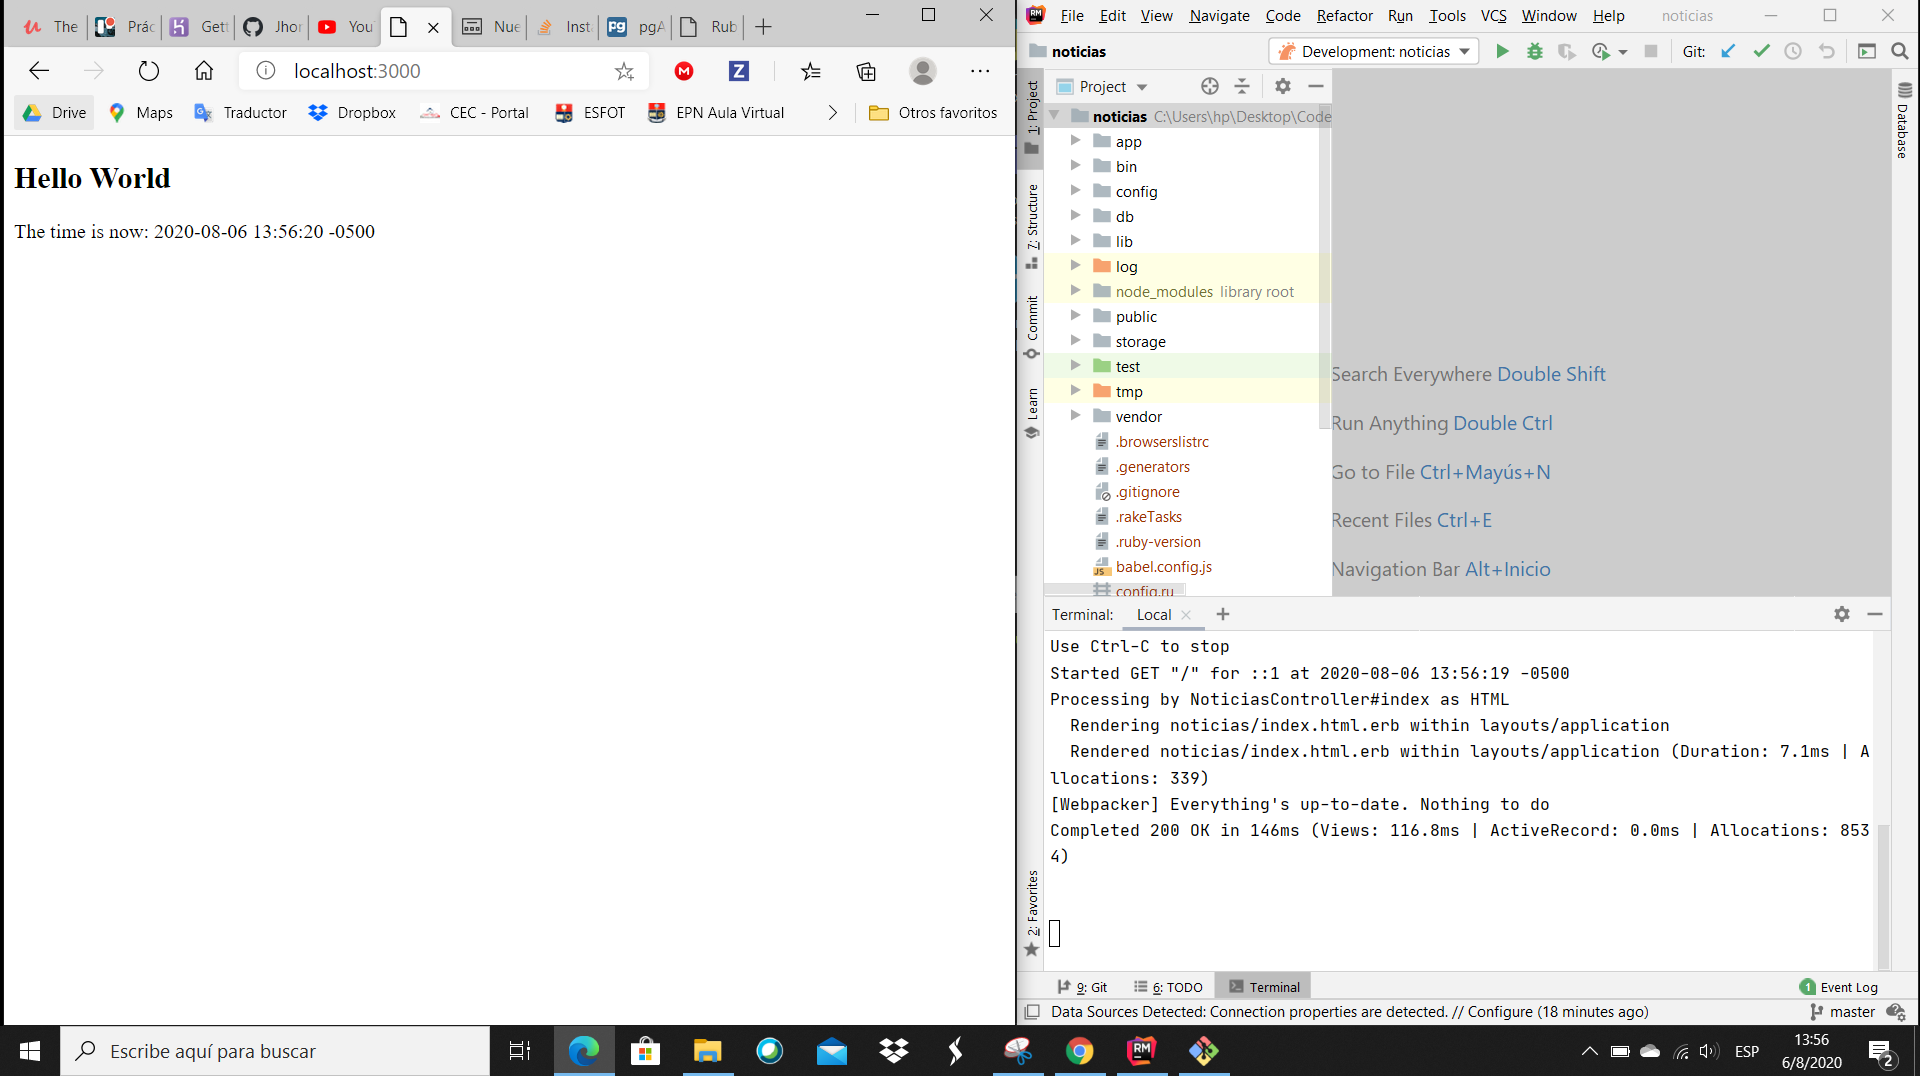 The
Prác
Gett
Jhor
You
Nue
Inst
pgA
Rub
localhost:3000
Drive
Maps
Traductor
Dropbox
CEC - Portal
ESFOT
EPN Aula Virtual
Otros favoritos
Hello World
The time is now: 2020-08-06 13:56:20 -0500
File Edit View Navigate Code Refactor Run Tools VCS Window Help noticias
noticias
Development: noticias
Git:
1: Project
7: Structure
Commit
Learn
2: Favorites
Database
Project
noticias C:\Users\hp\Desktop\Code
app
bin
config
db
lib
log
node_modules library root
public
storage
test
tmp
vendor
.browserslistrc
.generators
.gitignore
.rakeTasks
.ruby-version
babel.config.js
config.ru
Search Everywhere Double Shift
Run Anything Double Ctrl
Go to File Ctrl+Mayús+N
Recent Files Ctrl+E
Navigation Bar Alt+Inicio
Terminal: Local
Use Ctrl-C to stop
Started GET "/" for ::1 at 2020-08-06 13:56:19 -0500
Processing by NoticiasController#index as HTML
Rendering noticias/index.html.erb within layouts/application
Rendered noticias/index.html.erb within layouts/application (Duration: 7.1ms | A
llocations: 339)
[Webpacker] Everything's up-to-date. Nothing to do
Completed 200 OK in 146ms (Views: 116.8ms | ActiveRecord: 0.0ms | Allocations: 853
4)
9: Git
6: TODO
Terminal
1 Event Log
Data Sources Detected: Connection properties are detected. // Configure (18 minutes ago)
master
Escribe aquí para buscar
ESP
13:56
6/8/2020
2